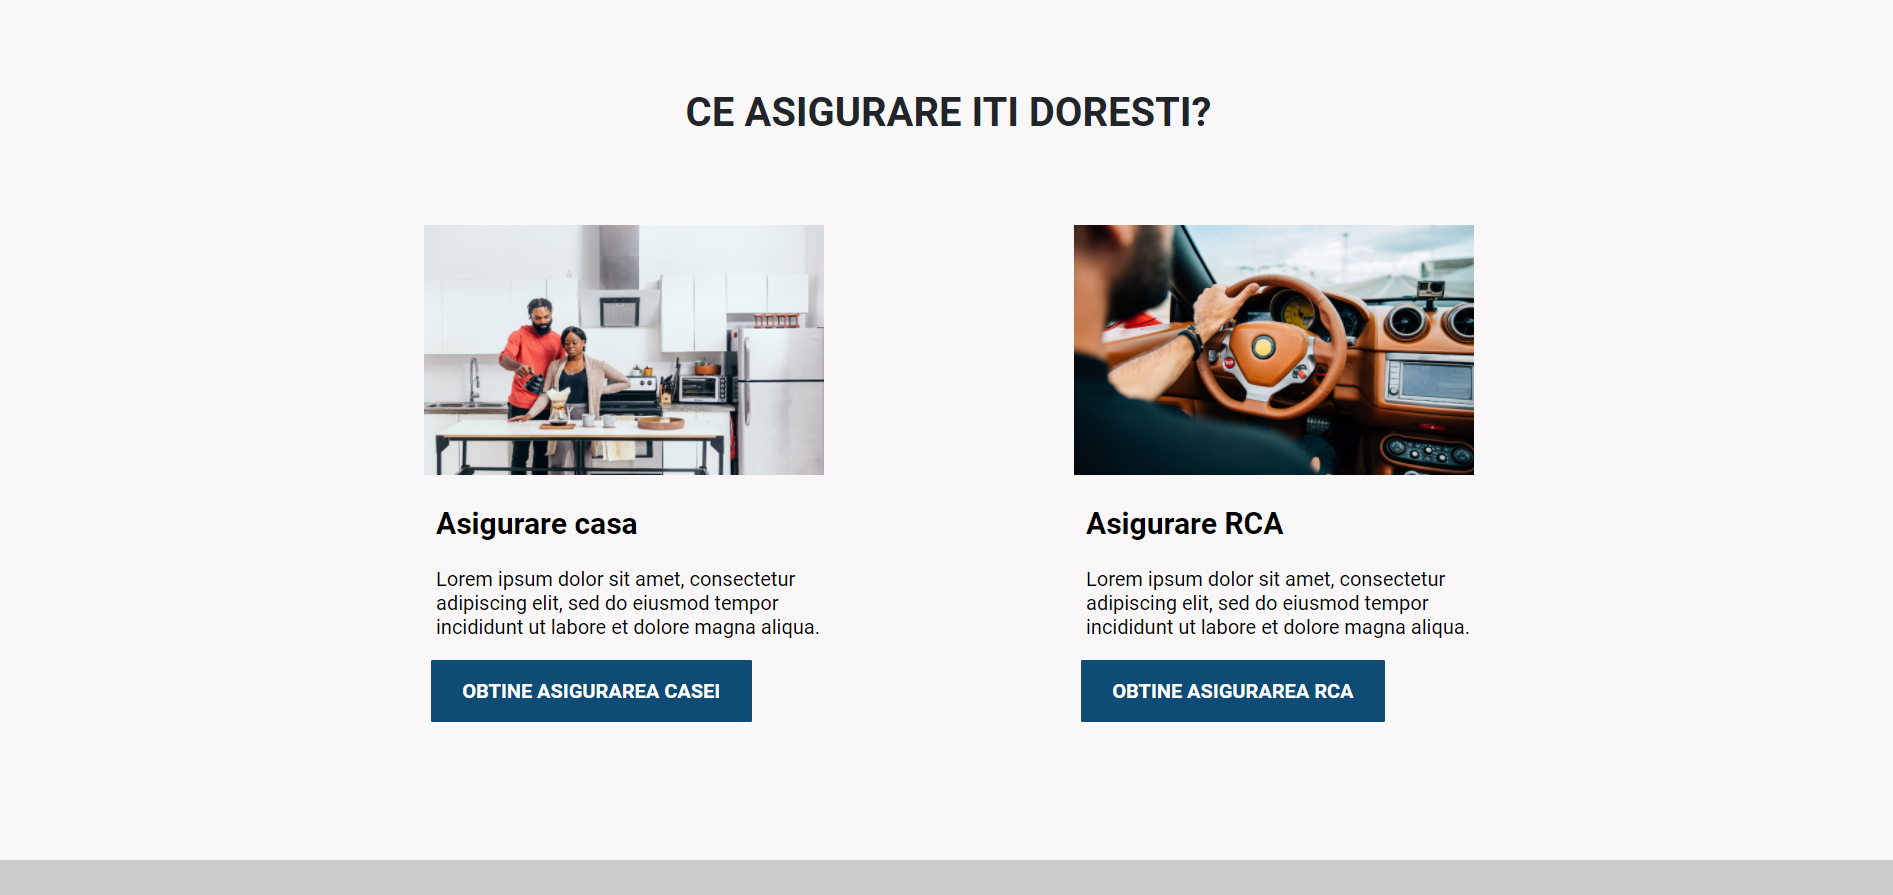 CE ASIGURARE ITI DORESTI?
Asigurare casa
Lorem ipsum dolor sit amet, consectetur
adipiscing elit, sed do eiusmod tempor
incididunt ut labore et dolore magna aliqua.
OBTINE ASIGURAREA CASEI
Asigurare RCA
Lorem ipsum dolor sit amet, consectetur
adipiscing elit, sed do eiusmod tempor
incididunt ut labore et dolore magna aliqua.
OBTINE ASIGURAREA RCA